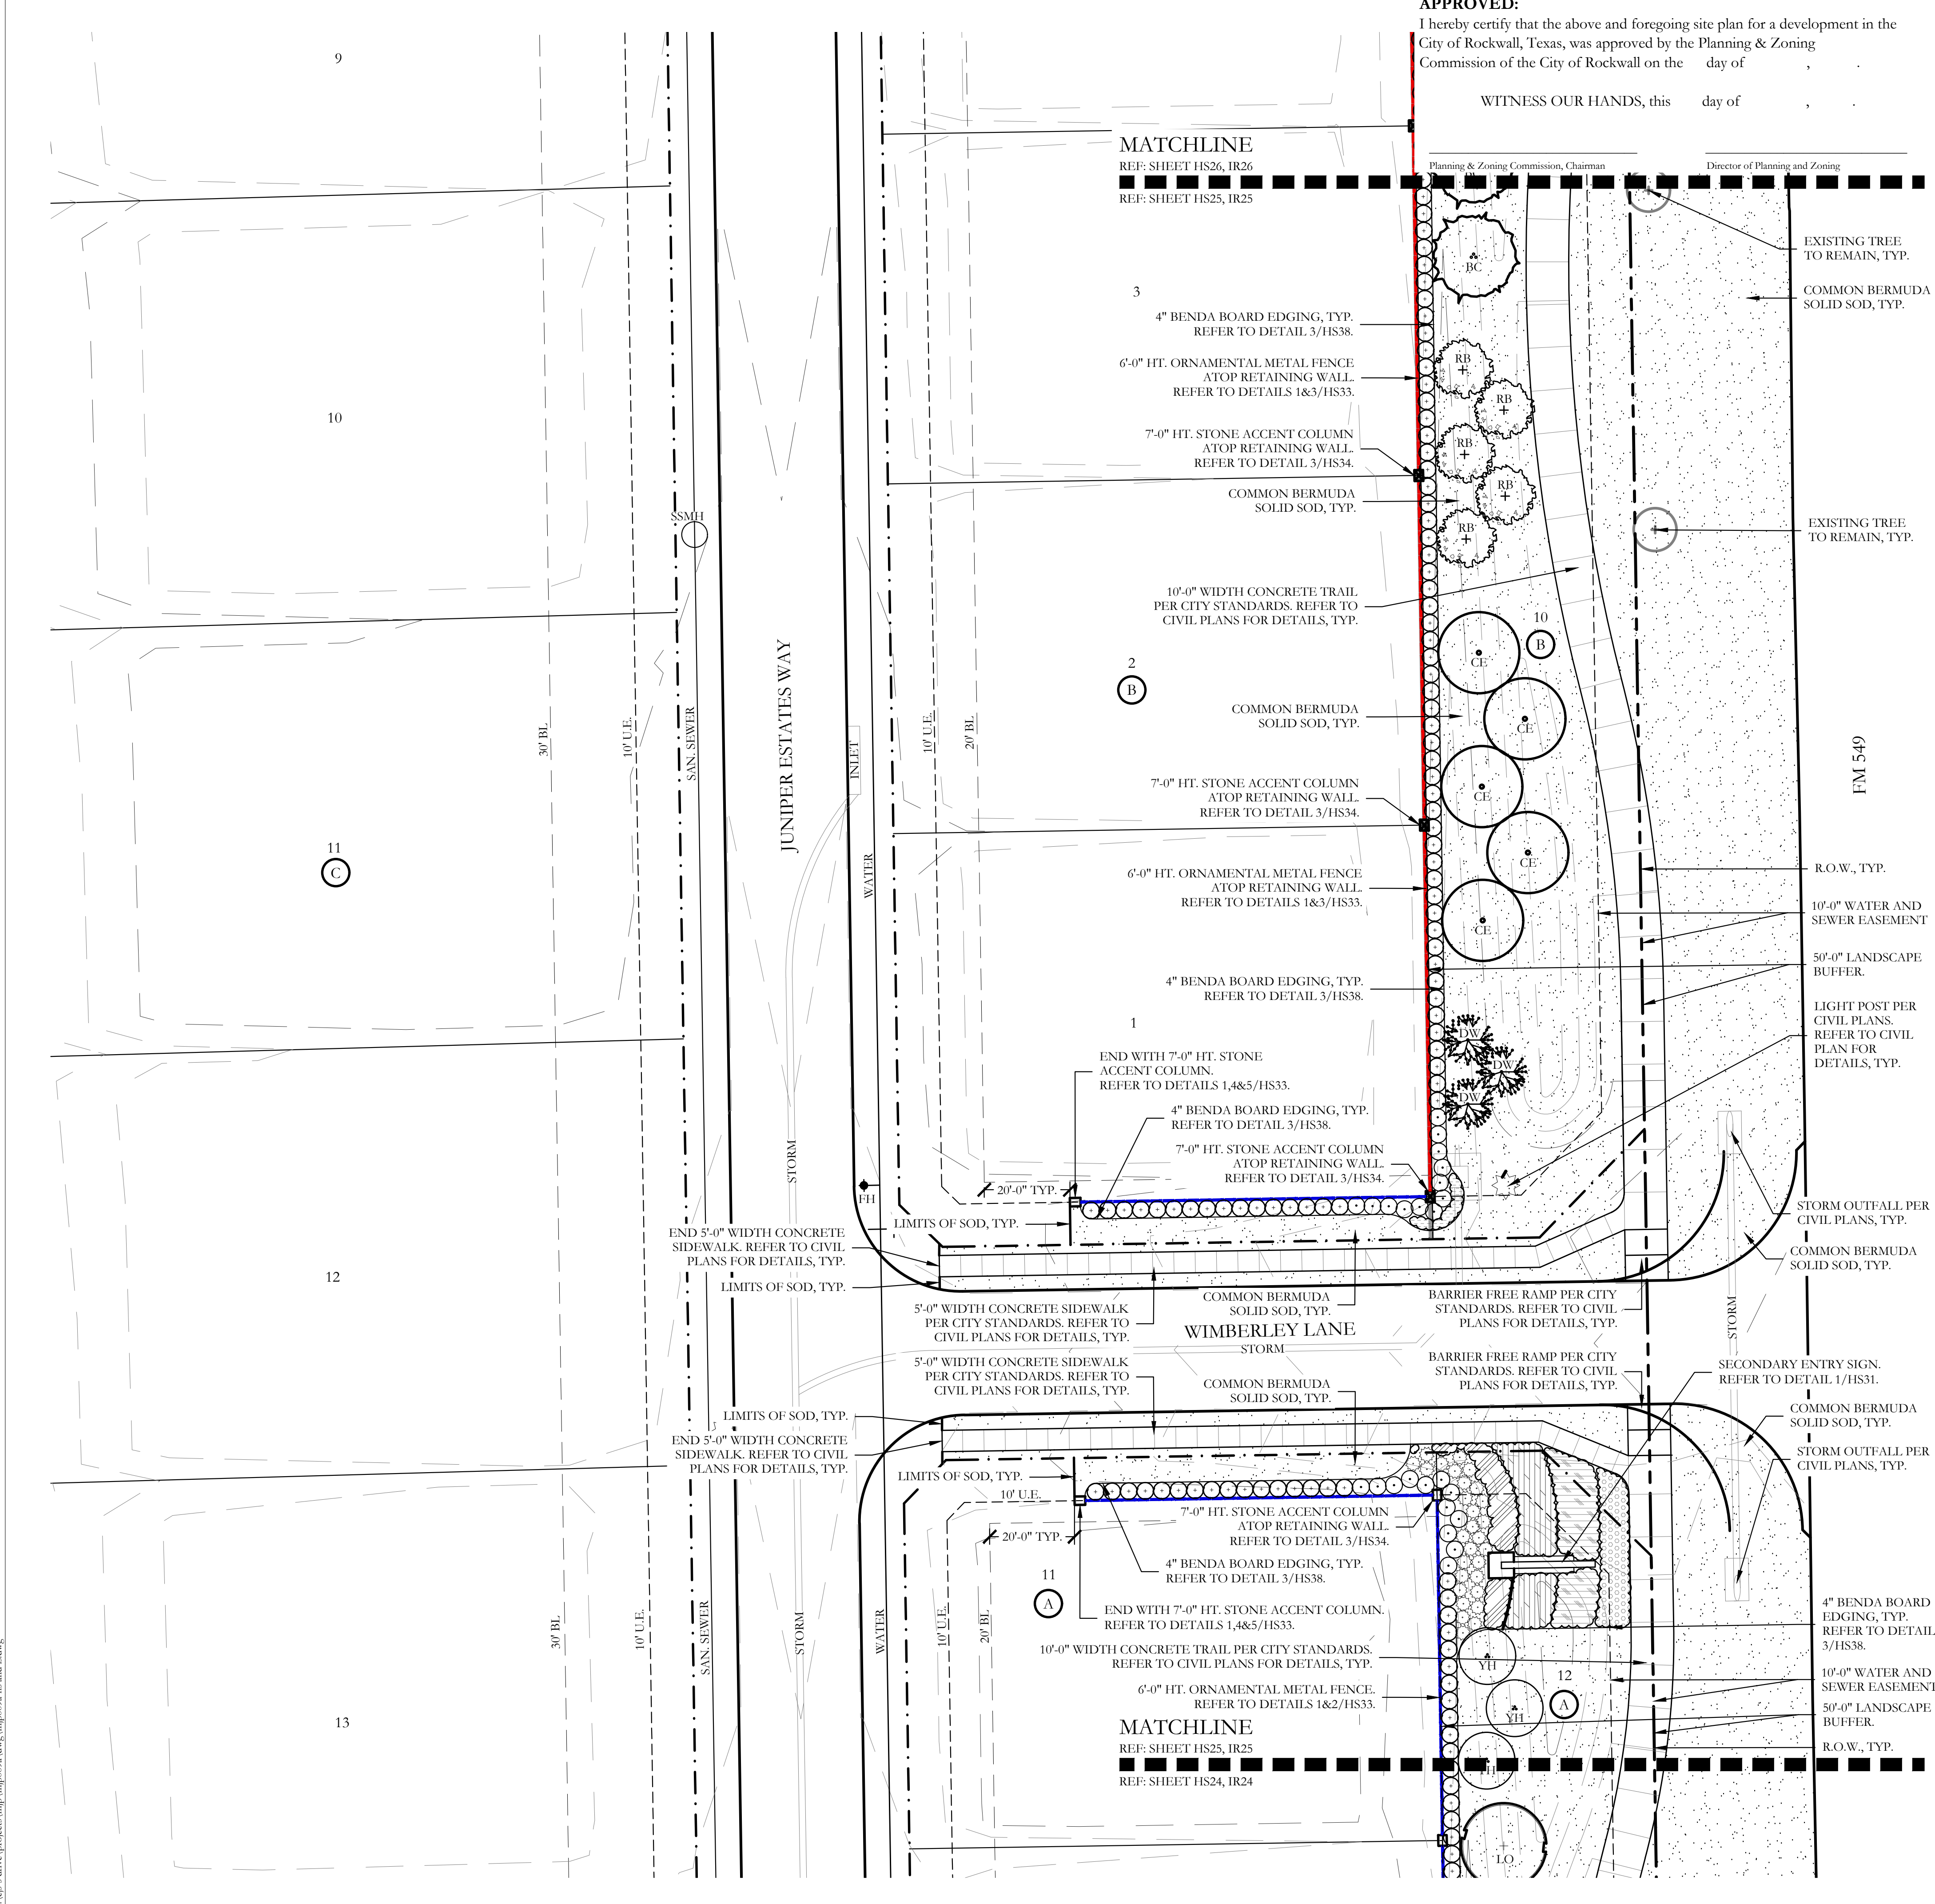 APPROVED:
I hereby certify that the above and foregoing site plan for a development in the
City of Rockwall, Texas, was approved by the Planning & Zoning
Commission of the City of Rockwall on the day of , .
WITNESS OUR HANDS, this day of , .
Planning & Zoning Commission, Chairman
Director of Planning and Zoning
MATCHLINE
REF: SHEET HS26, IR26
REF: SHEET HS25, IR25
9
10
11
C
12
13
3
4" BENDA BOARD EDGING, TYP.
REFER TO DETAIL 3/HS38.
6'-0" HT. ORNAMENTAL METAL FENCE
ATOP RETAINING WALL.
REFER TO DETAILS 1&3/HS33.
7'-0" HT. STONE ACCENT COLUMN
ATOP RETAINING WALL.
REFER TO DETAIL 3/HS34.
COMMON BERMUDA
SOLID SOD, TYP.
10'-0" WIDTH CONCRETE TRAIL
PER CITY STANDARDS. REFER TO
CIVIL PLANS FOR DETAILS, TYP.
2
B
COMMON BERMUDA
SOLID SOD, TYP.
7'-0" HT. STONE ACCENT COLUMN
ATOP RETAINING WALL.
REFER TO DETAIL 3/HS34.
6'-0" HT. ORNAMENTAL METAL FENCE
ATOP RETAINING WALL
REFER TO DETAILS 1&3/HS33.
4" BENDA BOARD EDGING, TYP.
REFER TO DETAIL 3/HS38.
1
END WITH 7'-0" HT. STONE
ACCENT COLUMN.
REFER TO DETAILS 1,4&5/HS33.
4" BENDA BOARD EDGING, TYP.
REFER TO DETAIL 3/HS38.
7'-0" HT. STONE ACCENT COLUMN
ATOP RETAINING WALL.
REFER TO DETAIL 3/HS34.
20'-0" TYP.
LIMITS OF SOD, TYP.
END 5'-0" WIDTH CONCRETE
SIDEWALK. REFER TO CIVIL
PLANS FOR DETAILS, TYP.
LIMITS OF SOD, TYP.
5'-0" WIDTH CONCRETE SIDEWALK
PER CITY STANDARDS. REFER TO
CIVIL PLANS FOR DETAILS, TYP.
COMMON BERMUDA
SOLID SOD, TYP.
BARRIER FREE RAMP PER CITY
STANDARDS. REFER TO CIVIL
PLANS FOR DETAILS, TYP.
WIMBERLEY LANE
STORM
5'-0" WIDTH CONCRETE SIDEWALK
PER CITY STANDARDS. REFER TO
CIVIL PLANS FOR DETAILS, TYP.
COMMON BERMUDA
SOLID SOD, TYP.
BARRIER FREE RAMP PER CITY
STANDARDS. REFER TO CIVIL
PLANS FOR DETAILS, TYP.
LIMITS OF SOD, TYP.
END 5'-0" WIDTH CONCRETE
SIDEWALK. REFER TO CIVIL
PLANS FOR DETAILS, TYP.
LIMITS OF SOD, TYP.
10' U.E.
20'-0" TYP.
7'-0" HT. STONE ACCENT COLUMN
ATOP RETAINING WALL.
REFER TO DETAIL 3/HS34.
4" BENDA BOARD EDGING, TYP.
REFER TO DETAIL 3/HS38.
11
A
END WITH 7'-0" HT. STONE ACCENT COLUMN.
REFER TO DETAILS 1,4&5/HS33.
10'-0" WIDTH CONCRETE TRAIL PER CITY STANDARDS.
REFER TO CIVIL PLANS FOR DETAILS, TYP.
6'-0" HT. ORNAMENTAL METAL FENCE.
REFER TO DETAILS 1&2/HS33.
MATCHLINE
REF: SHEET HS25, IR25
REF: SHEET HS24, IR24
EXISTING TREE
TO REMAIN, TYP.
COMMON BERMUDA
SOLID SOD, TYP.
EXISTING TREE
TO REMAIN, TYP.
FM 549
R.O.W., TYP.
10'-0" WATER AND
SEWER EASEMENT
50'-0" LANDSCAPE
BUFFER.
LIGHT POST PER
CIVIL PLANS.
REFER TO CIVIL
PLAN FOR
DETAILS, TYP.
STORM OUTFALL PER
CIVIL PLANS, TYP.
COMMON BERMUDA
SOLID SOD, TYP.
STORM
SECONDARY ENTRY SIGN.
REFER TO DETAIL 1/HS31.
COMMON BERMUDA
SOLID SOD, TYP.
STORM OUTFALL PER
CIVIL PLANS, TYP.
4" BENDA BOARD
EDGING, TYP.
REFER TO DETAIL
3/HS38.
10'-0" WATER AND
SEWER EASEMENT
50'-0" LANDSCAPE
BUFFER.
R.O.W., TYP.
BC
RB
RB
RB
RB
RB
10
B
CE
CE
CE
CE
CE
DW
DW
DW
YH
YH
12
A
LO
SSMH
JUNIPER ESTATES WAY
30' BL
10' U.E.
SAN. SEWER
INLET
10' U.E.
20' BL
WATER
STORM
FH
30' BL
10' U.E.
SAN. SEWER
STORM
WATER
10' U.E.
20' BL